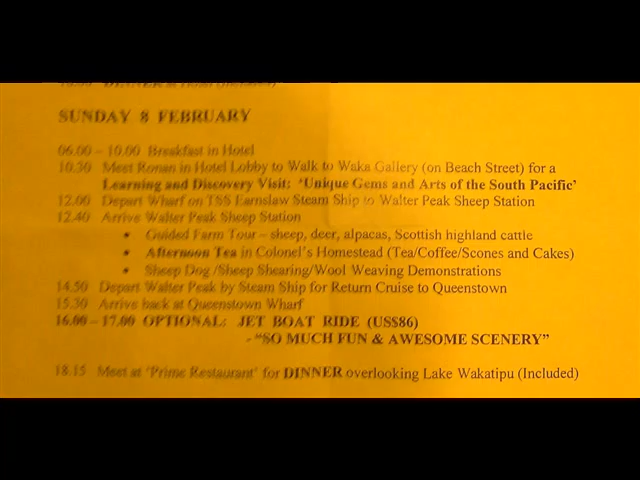 10.00 DINNER at Hotel (Included)
SUNDAY 8 FEBRUARY
06.00 – 10.00 Breakfast in Hotel
10.30 Meet Ronan in Hotel Lobby to Walk to Waka Gallery (on Beach Street) for a
Learning and Discovery Visit: ‘Unique Gems and Arts of the South Pacific’
12.00 Depart Wharf on TSS Earnslaw Steam Ship to Walter Peak Sheep Station
12.40 Arrive Walter Peak Sheep Station
• Guided Farm Tour – sheep, deer, alpacas, Scottish highland cattle
• Afternoon Tea in Colonel's Homestead (Tea/Coffee/Scones and Cakes)
• Sheep Dog /Sheep Shearing/Wool Weaving Demonstrations
14.50 Depart Walter Peak by Steam Ship for Return Cruise to Queenstown
15.30 Arrive back at Queenstown Wharf
16.00 – 17.00 OPTIONAL: JET BOAT RIDE (US$86)
- “SO MUCH FUN & AWESOME SCENERY”
18.15 Meet at ‘Prime Restaurant’ for DINNER overlooking Lake Wakatipu (Included)